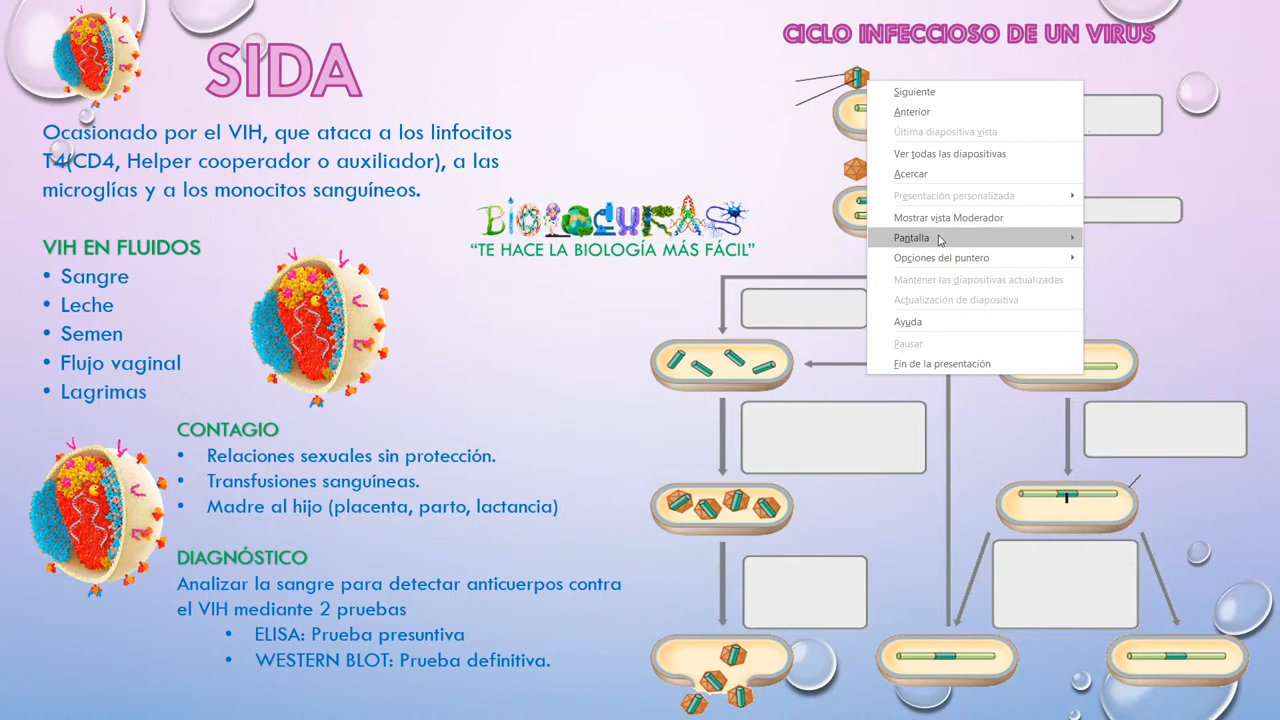 SIDA
Ocasionado por el VIH, que ataca a los linfocitos
T4(CD4, Helper cooperador o auxiliador), a las
microglías y a los monocitos sanguíneos.
VIH EN FLUIDOS
• Sangre
• Leche
• Semen
• Flujo vaginal
• Lagrimas
CONTAGIO
• Relaciones sexuales sin protección.
• Transfusiones sanguíneas.
• Madre al hijo (placenta, parto, lactancia)
DIAGNÓSTICO
Analizar la sangre para detectar anticuerpos contra
el VIH mediante 2 pruebas
• ELISA: Prueba presuntiva
• WESTERN BLOT: Prueba definitiva.
"TE HACE LA BIOLOGÍA MÁS FÁCIL"
CICLO INFECCIOSO DE UN VIRUS
Siguiente
Anterior
Última diapositiva vista
Ver todas las diapositivas
Acercar
Presentación personalizada
Mostrar vista Moderador
Pantalla
Opciones del puntero
Mantener las diapositivas actualizadas
Actualización de diapositiva
Ayuda
Pausar
Fin de la presentación